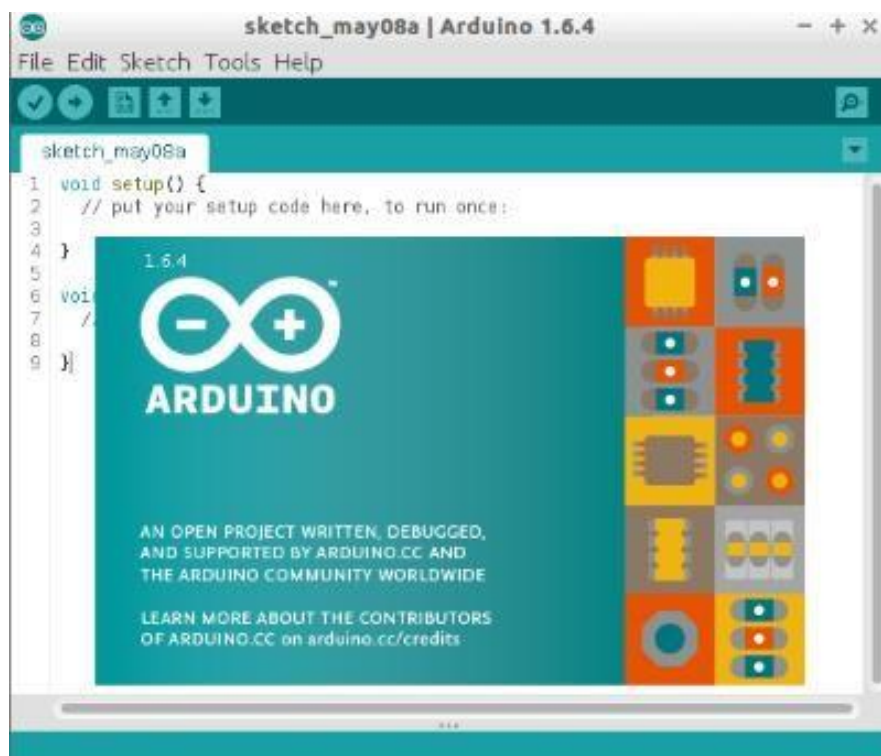 sketch_may08a | Arduino 1.6.4
File Edit Sketch Tools Help
sketch_may08a
1 void setup() {
2 // put your setup code here, to run once:
3
4 }
5
6 voi
7 /
8
9 }
1.6.4
ARDUINO
AN OPEN PROJECT WRITTEN, DEBUGGED,
AND SUPPORTED BY ARDUINO.CC AND
THE ARDUINO COMMUNITY WORLDWIDE
LEARN MORE ABOUT THE CONTRIBUTORS
OF ARDUINO.CC on arduino.cc/credits